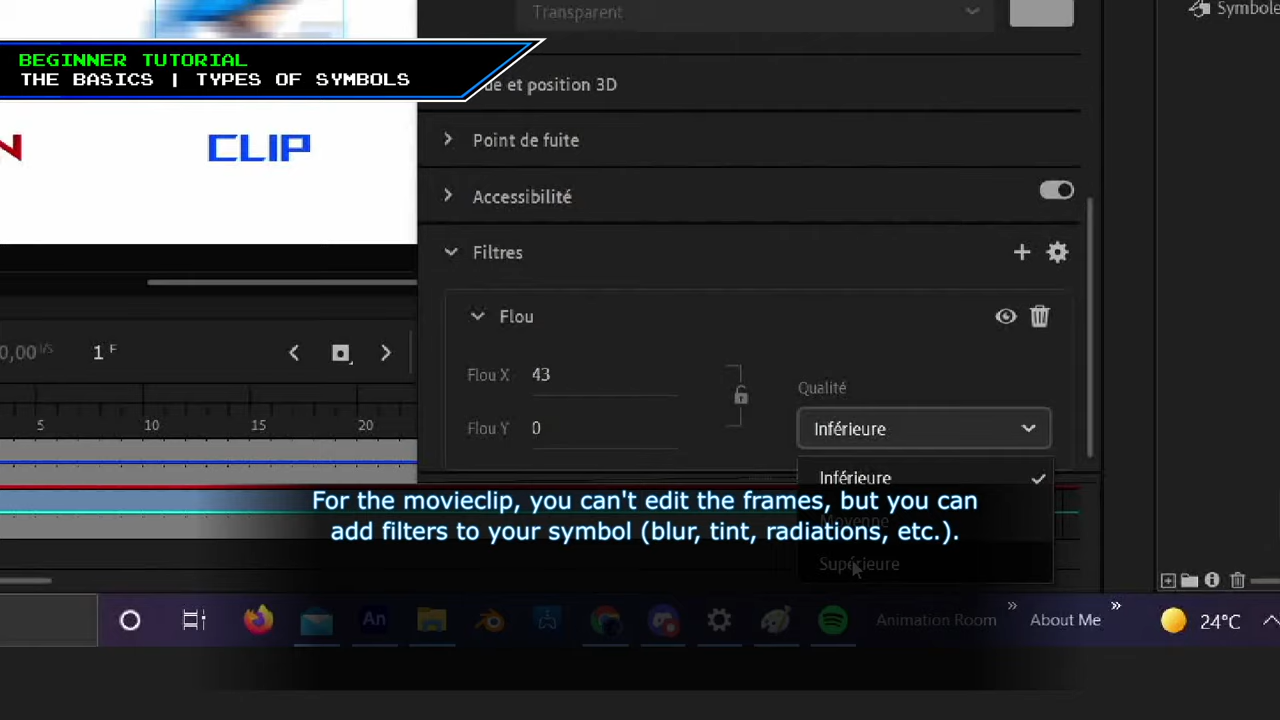 Transparent
Symbole
BEGINNER TUTORIAL
THE BASICS | TYPES OF SYMBOLS
ue et position 3D
N
CLIP
Point de fuite
Accessibilité
Filtres
Flou
0,00 I/S
1 F
Flou X 43
Qualité
5 10 15 20
Flou Y 0
Inférieure
Inférieure
For the movieclip, you can't edit the frames, but you can
add filters to your symbol (blur, tint, radiations, etc.).
Moyenne
Supérieure
An
Animation Room
»
About Me
»
24°C